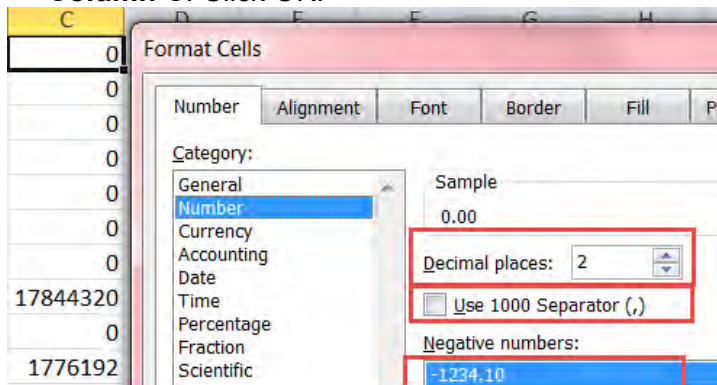 C
0 Format Cells
0
Number Alignment Font Border Fill P
0
Category:
0 General Sample
0 Number 0.00
0 Currency
0 Accounting Decimal places: 2
Date
17844320 Time Use 1000 Separator (,)
0 Percentage
Fraction Negative numbers:
1776192 Scientific -1234.10